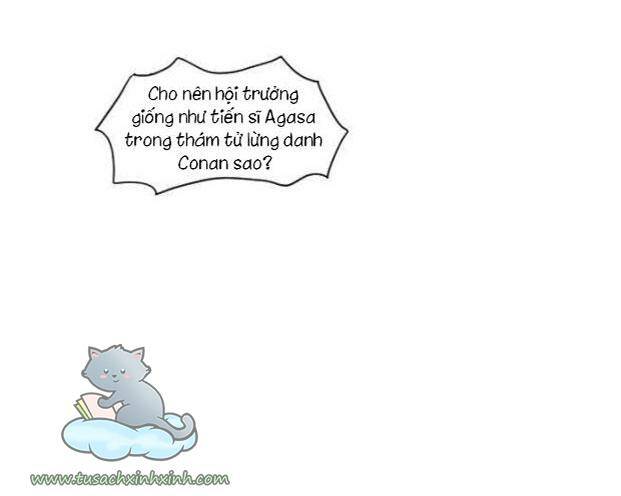 Cho nên hội trưởng
giống như tiến sĩ Agasa
trong thám tử lừng danh
Conan sao?
www.tusachxinhxinh.com